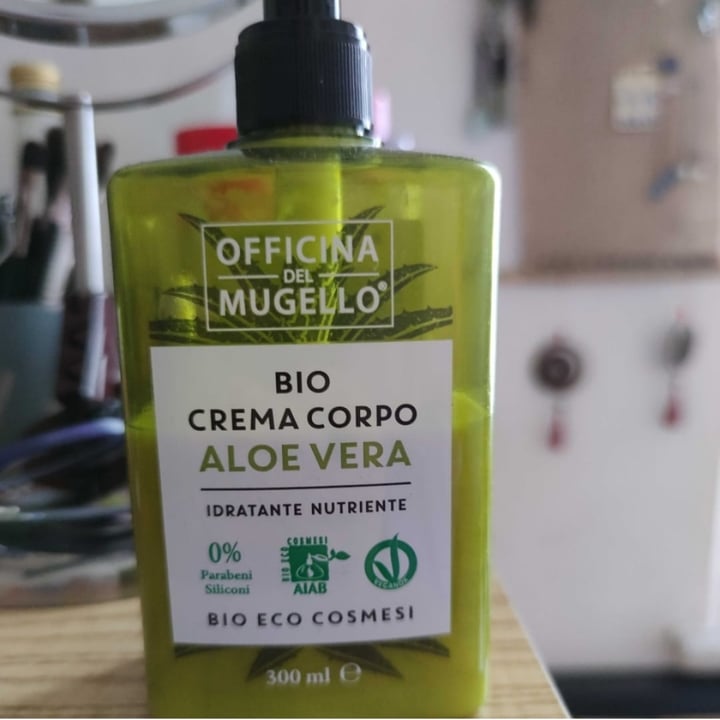 OFFICINA
DEL
MUGELLO®
BIO
CREMA CORPO
ALOE VERA
IDRATANTE NUTRIENTE
0%
Parabeni
Siliconi
BIO ECO COSMESI
AIAB
VEGANOK
BIO ECO COSMESI
300 ml ℮